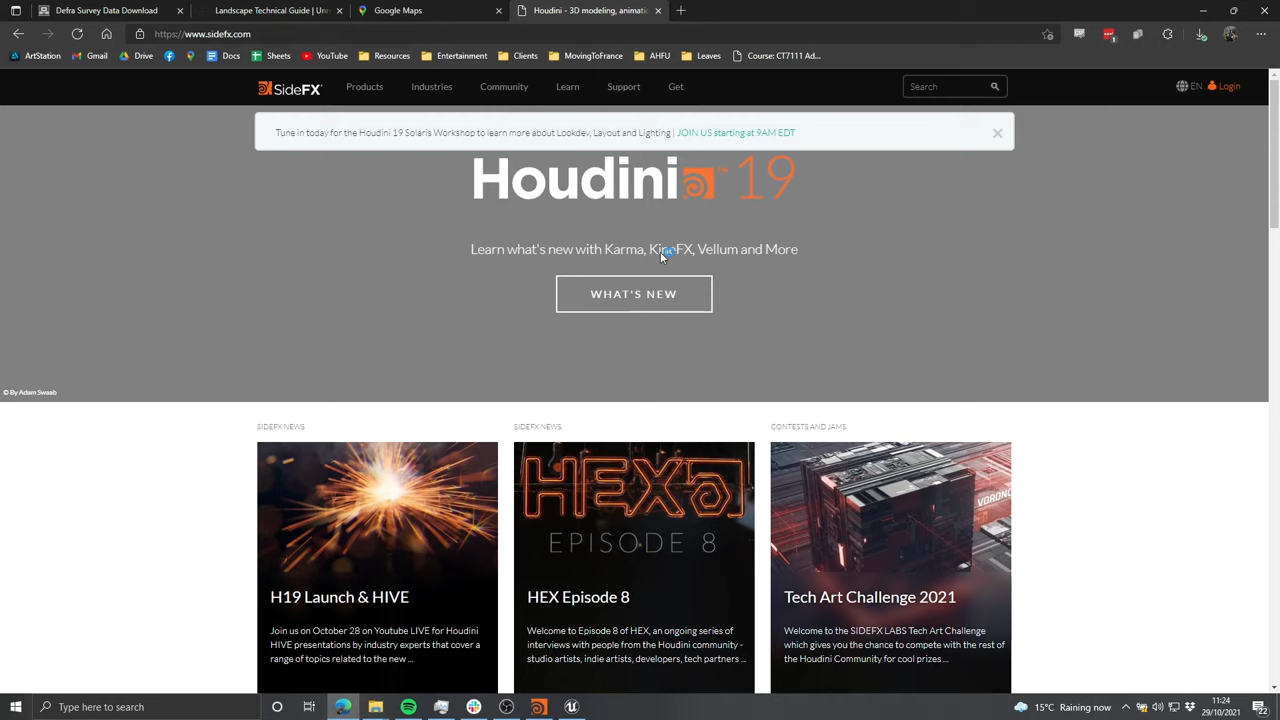 Defra Survey Data Download
Landscape Technical Guide | Unr
Google Maps
Houdini - 3D modeling, animatio
https://www.sidefx.com
ArtStation
Gmail
Drive
Docs
Sheets
YouTube
Resources
Entertainment
Clients
MovingToFrance
AHFU
Leaves
Course: CT7111 Ad...
SideFX
Products
Industries
Community
Learn
Support
Get
Search
EN
Login
Tune in today for the Houdini 19 Solaris Workshop to learn more about Lookdev, Layout and Lighting | JOIN US starting at 9AM EDT
Houdini™ 19
Learn what's new with Karma, KineFX, Vellum and More
WHAT'S NEW
© By Adam Swaab
SIDEFX NEWS
SIDEFX NEWS
CONTESTS AND JAMS
HEX
EPISODE 8
VORONO
H19 Launch & HIVE
Join us on October 28 on Youtube LIVE for Houdini
HIVE presentations by industry experts that cover a
range of topics related to the new ...
HEX Episode 8
Welcome to Episode 8 of HEX, an ongoing series of
interviews with people from the Houdini community -
studio artists, indie artists, developers, tech partners ...
Tech Art Challenge 2021
Welcome to the SIDEFX LABS Tech Art Challenge
which gives you the chance to compete with the rest of
the Houdini Community for cool prizes ...
Type here to search
15°C Raining now
11:24
29/10/2021
22